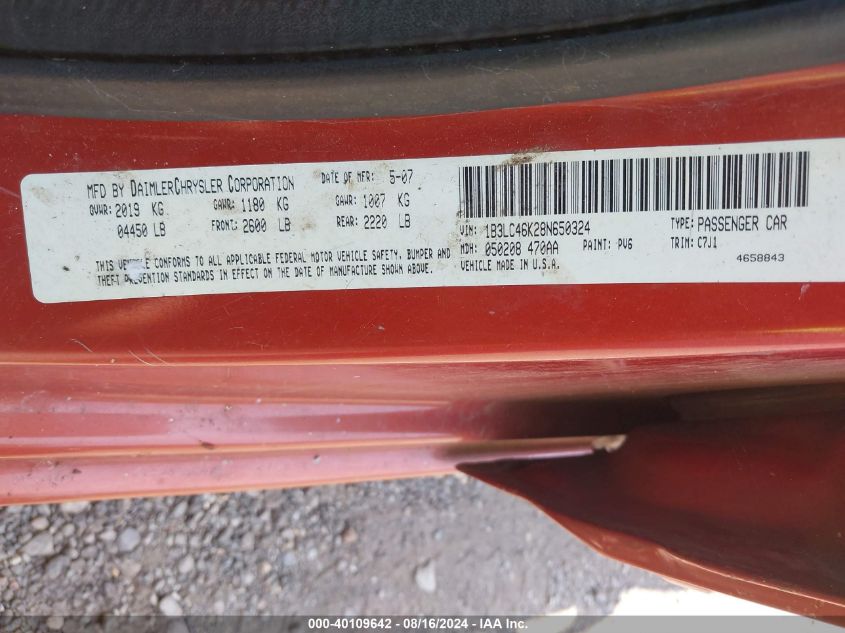 MFD BY DAIMLERCHRYSLER CORPORATION DATE OF MFR: 5-07
GVWR: 2019 KG GAWR: 1180 KG GAWR: 1007 KG
04450 LB FRONT: 2600 LB REAR: 2220 LB
THIS VEHICLE CONFORMS TO ALL APPLICABLE FEDERAL MOTOR VEHICLE SAFETY, BUMPER AND
THEFT PREVENTION STANDARDS IN EFFECT ON THE DATE OF MANUFACTURE SHOWN ABOVE.
VIN: 1B3LC46K28N650324 TYPE: PASSENGER CAR
MDH: 050208 470AA PAINT: PV6 TRIM: C7J1
VEHICLE MADE IN U.S.A. 4658843
000-40109642 - 08/16/2024 - IAA Inc.